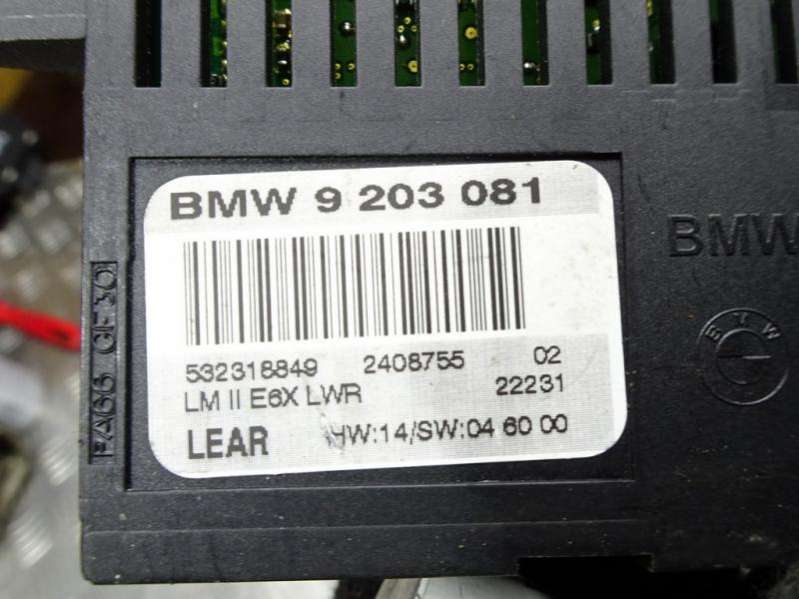 BMW 9 203 081
532318849 2408755 02
LM II E6X LWR 22231
LEAR HW:14/SW:04 60 00
PA66 GF30
BMW
BMW